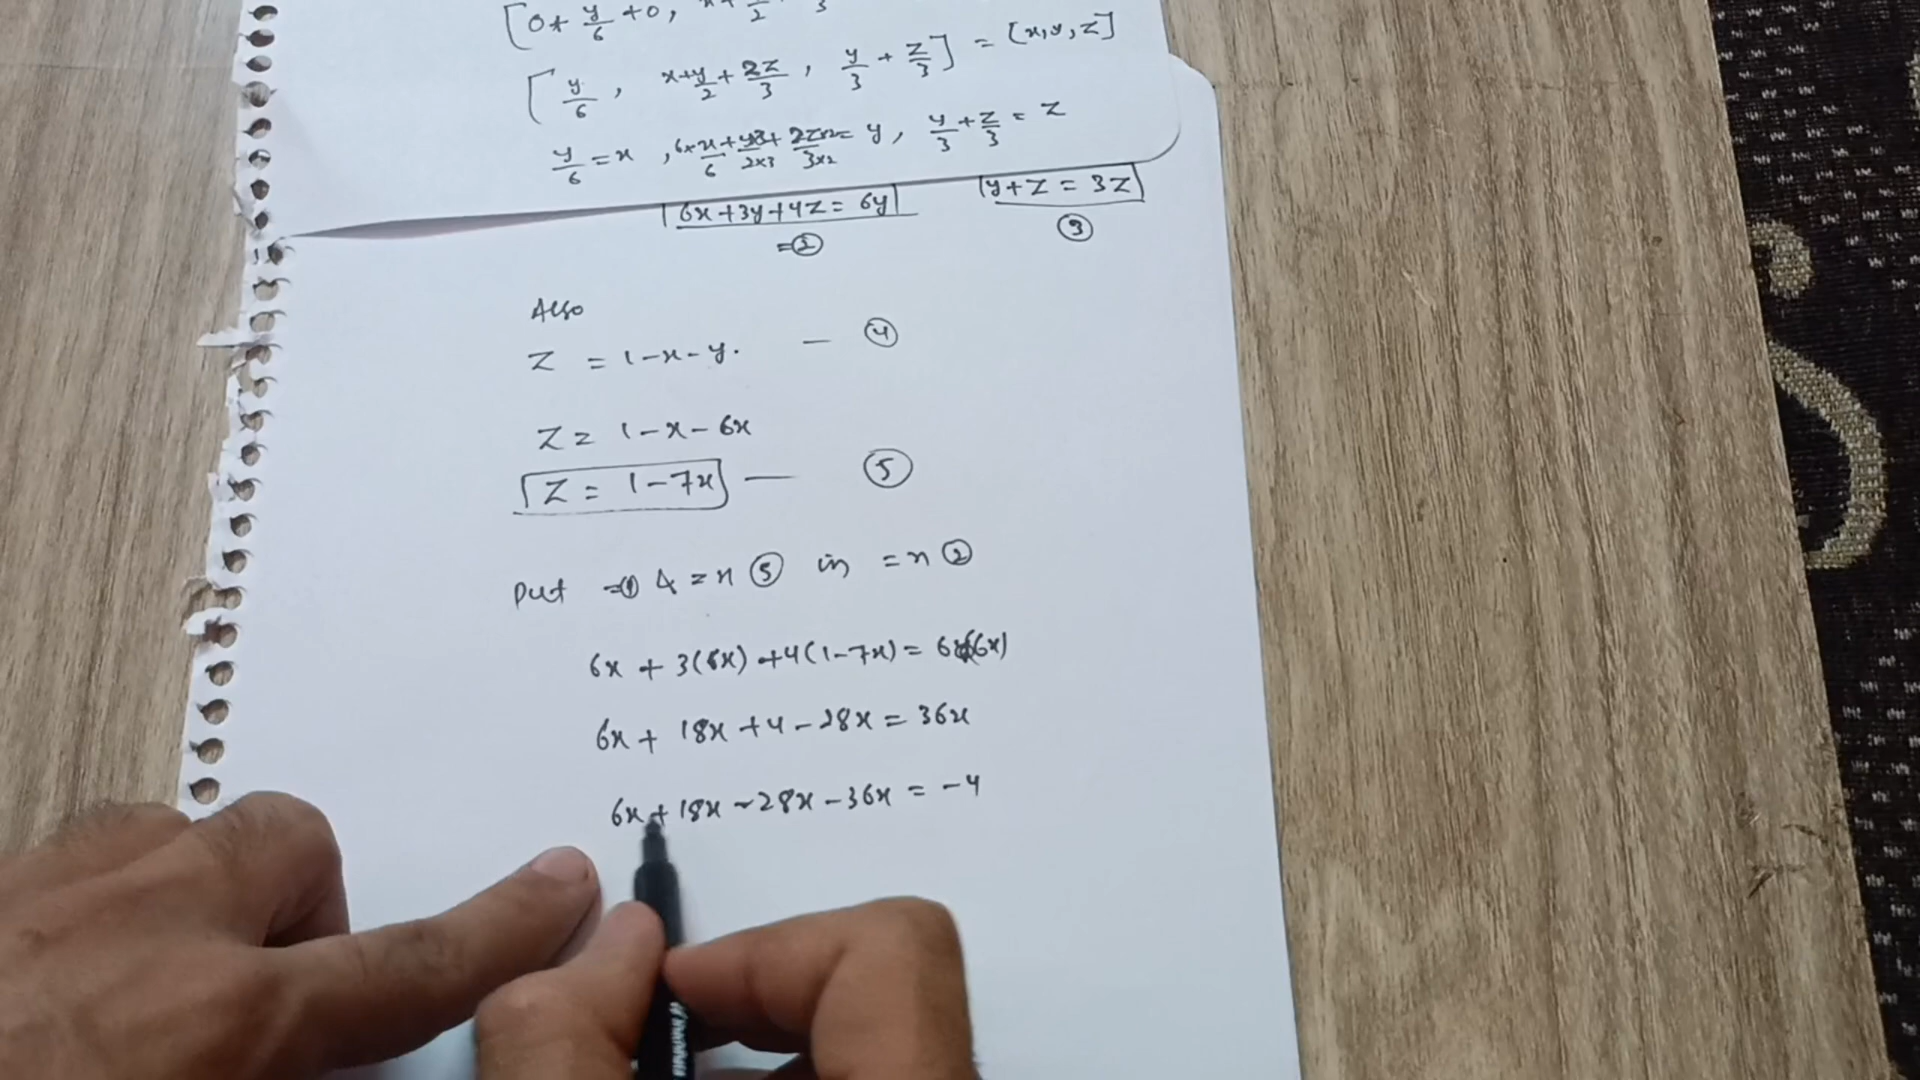 [0+ y/6 +0,
[y/6, x+y/2 + 2z/3, y/3 + z/3] = [x,y,z]
y/6 = x, 6×x/6 + y×3/2×3 + 2z×2/3×2 = y, y/3 + z/3 = z
6x+3y+4z = 6y y+z = 3z
=② ③
Also
z = 1-x-y. — ④
z = 1-x-6x
z = 1-7x — ⑤
Put =① & =n ⑤ in =n ②
6x + 3(6x) +4(1-7x) = 6(6x)
6x + 18x +4 -28x = 36x
6x+18x -28x -36x = -4